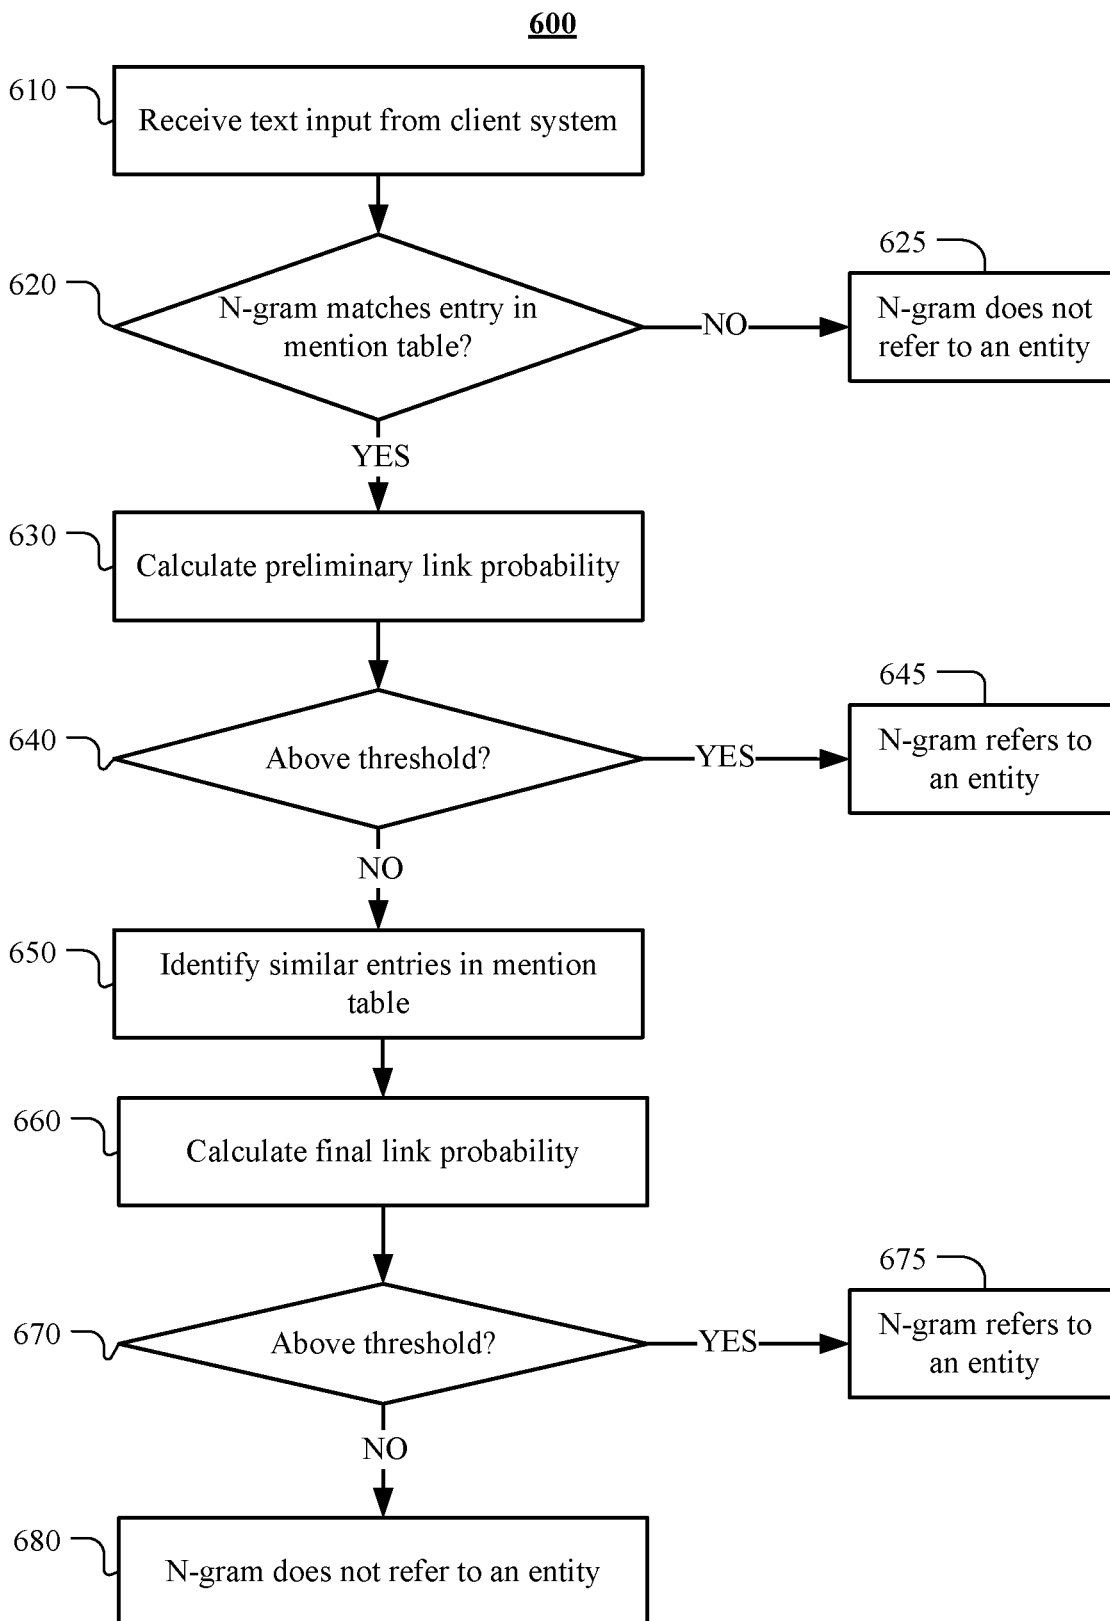 600
610
Receive text input from client system
620
N-gram matches entry in
mention table?
NO
625
N-gram does not
refer to an entity
YES
630
Calculate preliminary link probability
640
Above threshold?
YES
645
N-gram refers to
an entity
NO
650
Identify similar entries in mention
table
660
Calculate final link probability
670
Above threshold?
YES
675
N-gram refers to
an entity
NO
680
N-gram does not refer to an entity